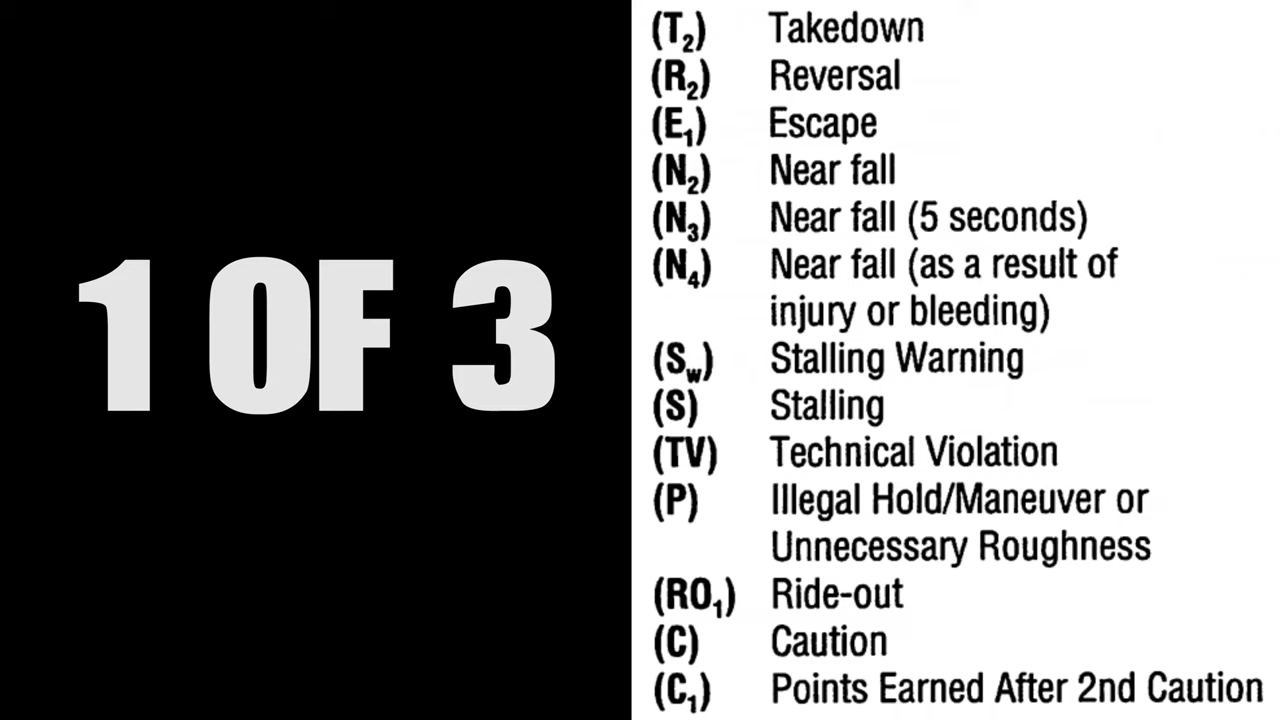 1 OF 3
(T₂) Takedown
(R₂) Reversal
(E₁) Escape
(N₂) Near fall
(N₃) Near fall (5 seconds)
(N₄) Near fall (as a result of
injury or bleeding)
(Sw) Stalling Warning
(S) Stalling
(TV) Technical Violation
(P) Illegal Hold/Maneuver or
Unnecessary Roughness
(RO₁) Ride-out
(C) Caution
(C₁) Points Earned After 2nd Caution